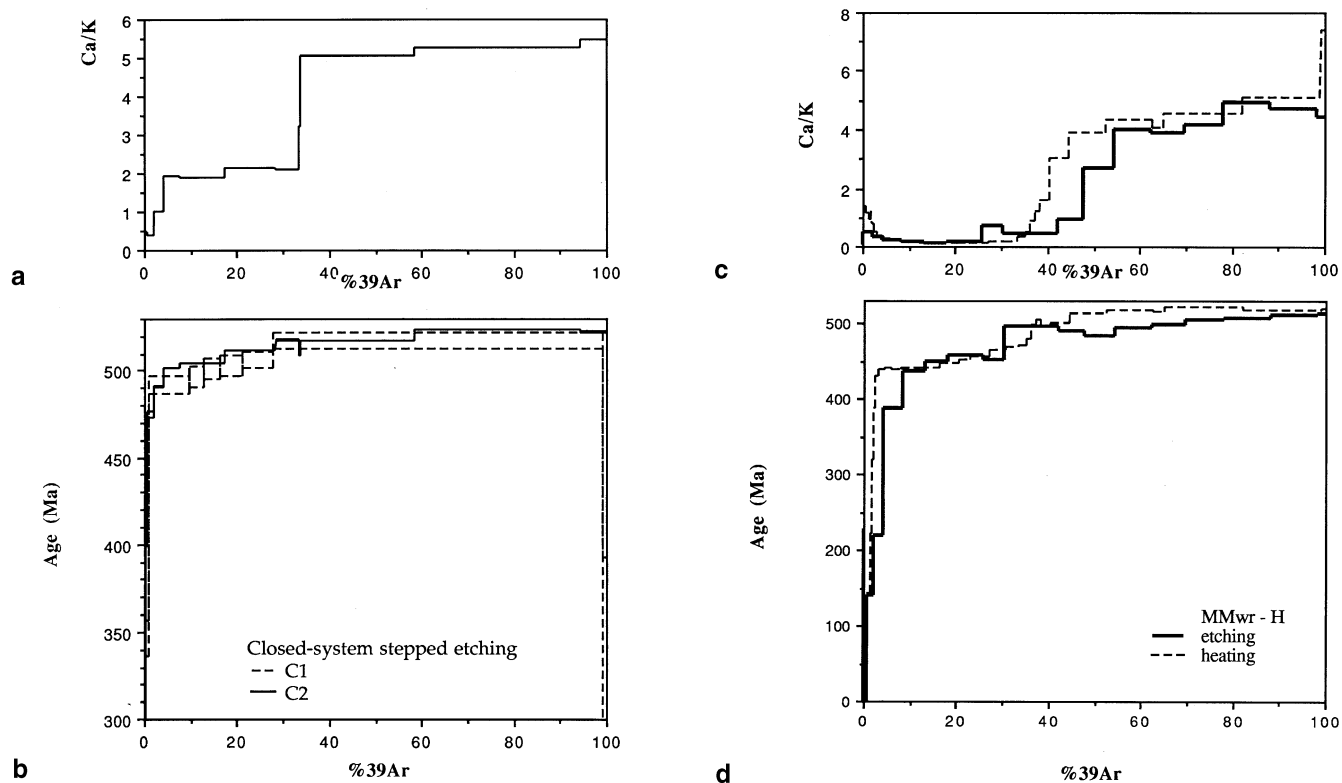 Ca/K
6
5
4
3
2
1
0
0 20 40 60 80 100
%39Ar
a
Age (Ma)
500
450
400
350
300
Closed-system stepped etching
C1
C2
0 20 40 60 80 100
%39Ar
b
Ca/K
8
6
4
2
0
0 20 40 60 80 100
%39Ar
c
Age (Ma)
500
400
300
200
100
0
MMwr - H
etching
heating
0 20 40 60 80 100
%39Ar
d